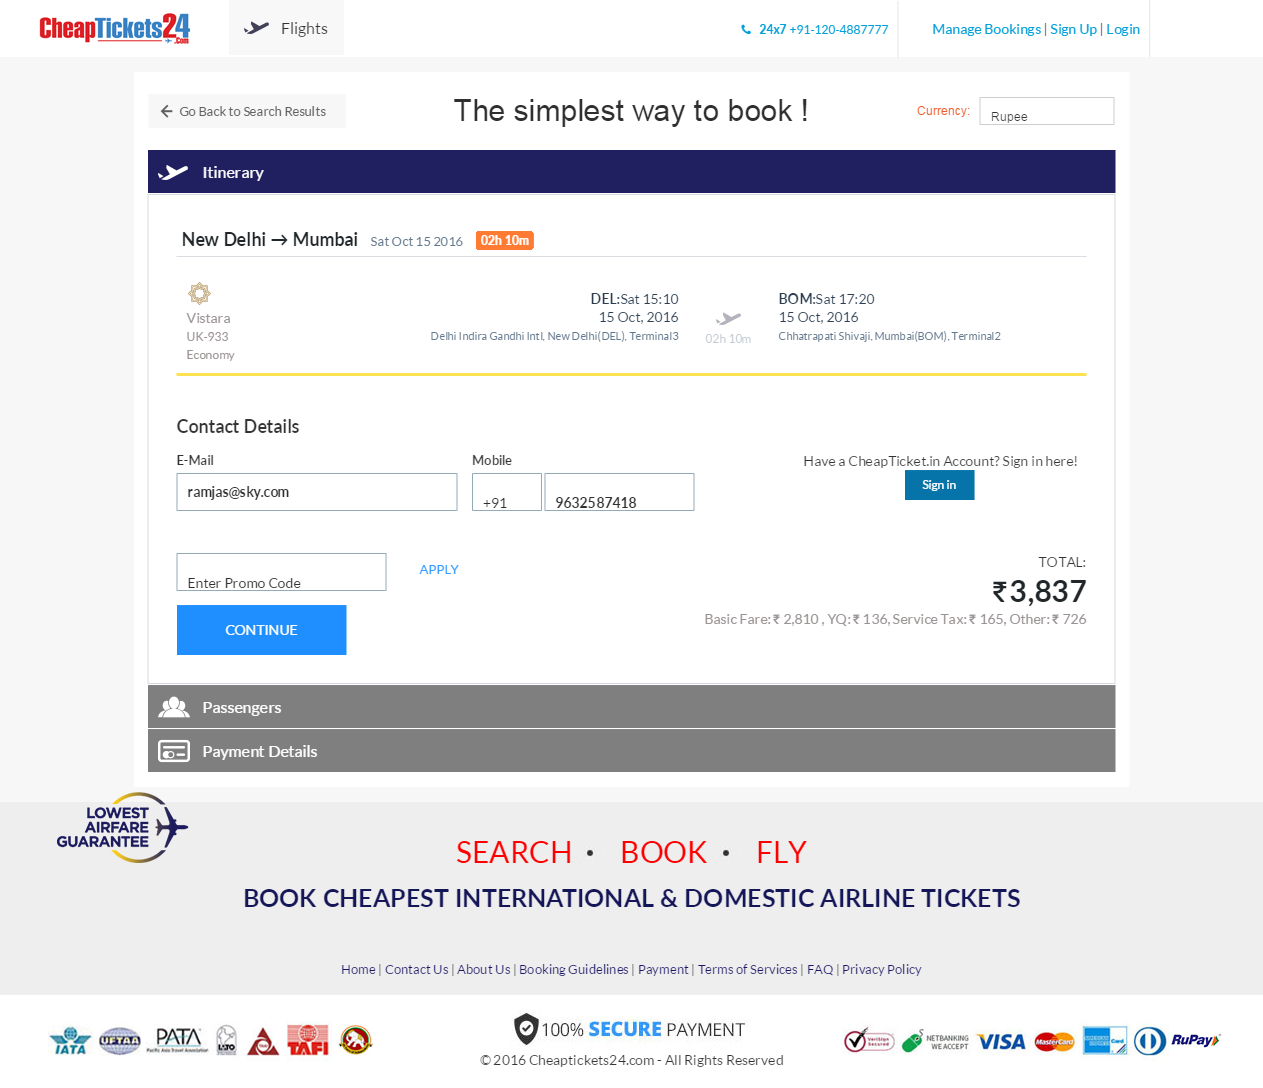 CheapTickets24
.Com
Flights
24x7 +91-120-4887777
Manage Bookings | Sign Up | Login
Go Back to Search Results
The simplest way to book !
Currency:
Rupee
Itinerary
New Delhi → Mumbai Sat Oct 15 2016 02h 10m
Vistara
UK-933
Economy
DEL:Sat 15:10
15 Oct, 2016
Delhi Indira Gandhi Intl, New Delhi(DEL), Terminal3
02h 10m
BOM:Sat 17:20
15 Oct, 2016
Chhatrapati Shivaji, Mumbai(BOM), Terminal2
Contact Details
E-Mail
ramjas@sky.com
Mobile
+91
9632587418
Have a CheapTicket.in Account? Sign in here!
Sign in
Enter Promo Code
APPLY
CONTINUE
TOTAL:
₹3,837
Basic Fare: ₹ 2,810 , YQ: ₹ 136, Service Tax: ₹ 165, Other: ₹ 726
Passengers
Payment Details
LOWEST
AIRFARE
GUARANTEE
SEARCH • BOOK • FLY
BOOK CHEAPEST INTERNATIONAL & DOMESTIC AIRLINE TICKETS
Home | Contact Us | About Us | Booking Guidelines | Payment | Terms of Services | FAQ | Privacy Policy
IATA
UFTAA
PATA
Pacific Asia Travel Association
IATO
TAFI
100% SECURE PAYMENT
© 2016 Cheaptickets24.com - All Rights Reserved
VeriSign
Secured
NETBANKING
WE ACCEPT
VISA
MasterCard
RuPay